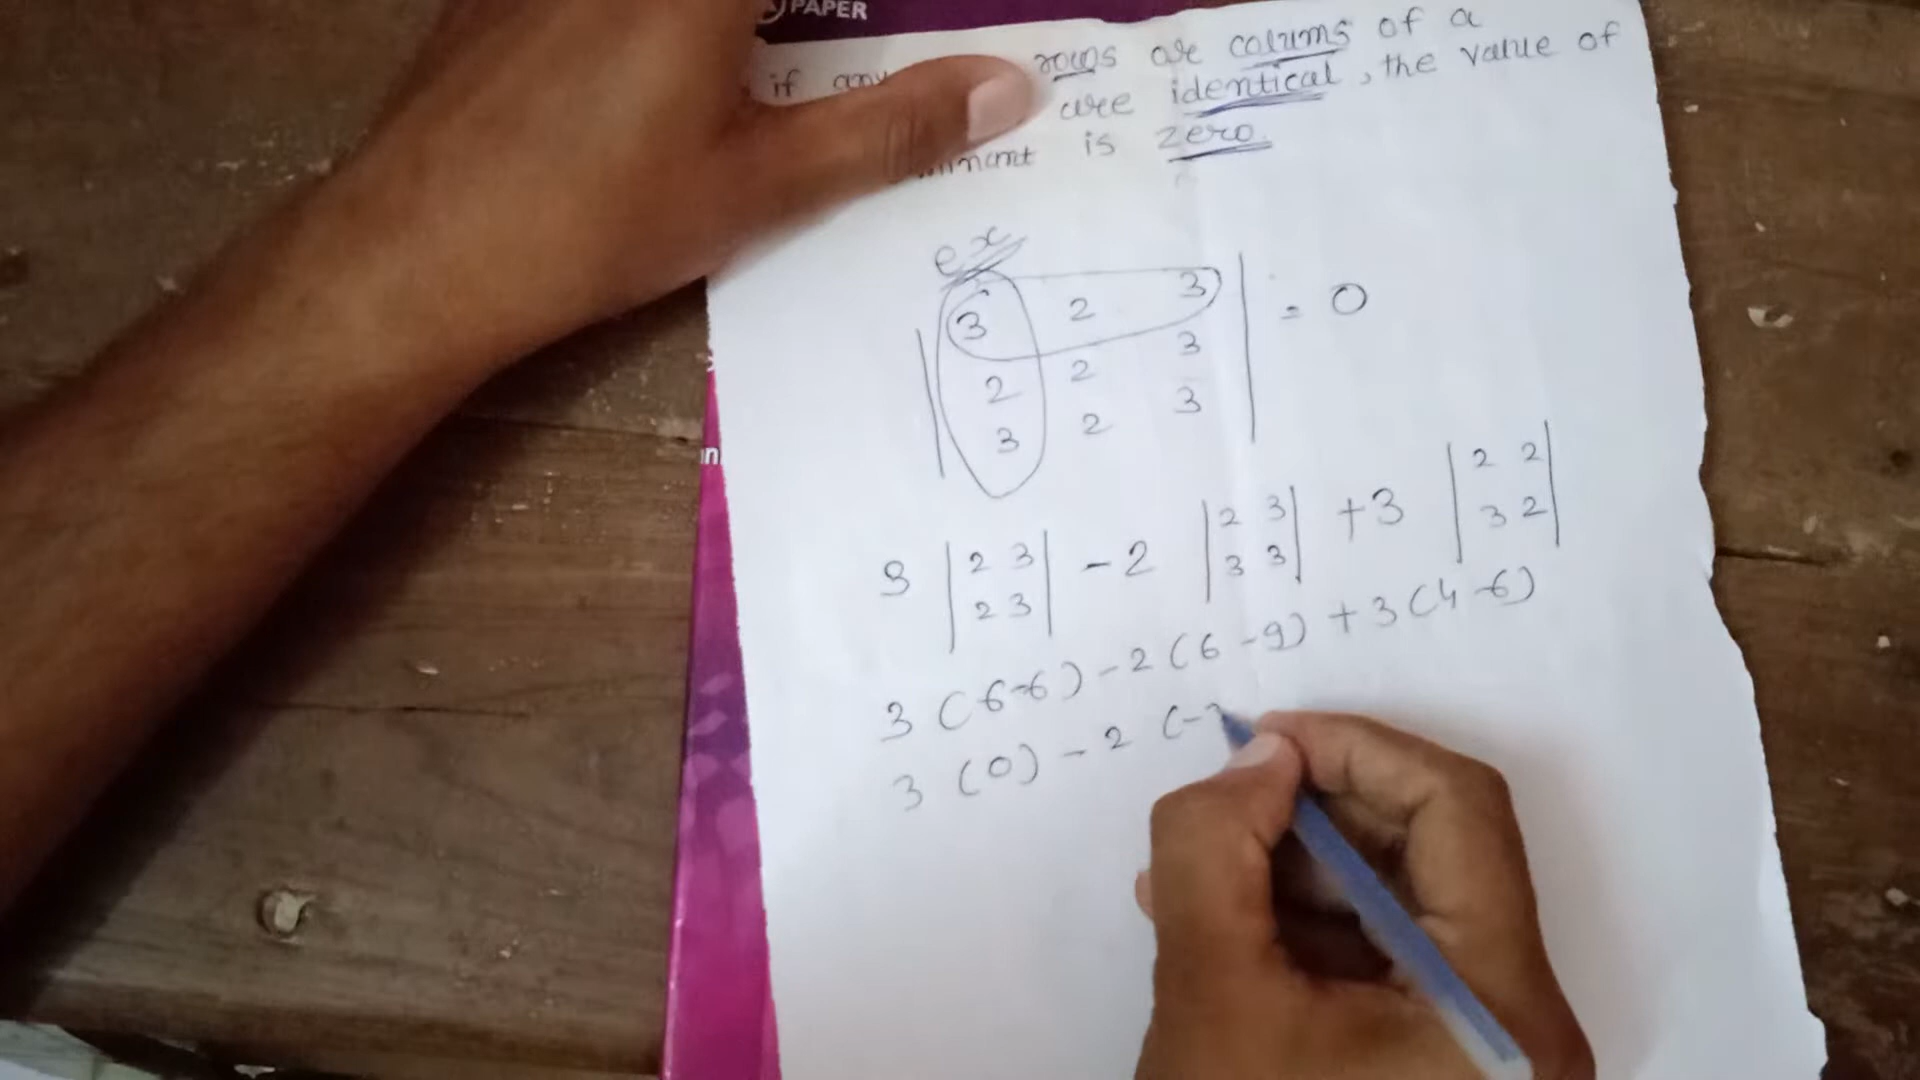 PAPER
if any rows are colums of a
are identical, the value of
is zero.
ex
3 2 3
2 2 3 = 0
3 2 3
3 |2 3| - 2 |2 3| + 3 |2 2|
|2 3| |3 3| |3 2|
3 (6-6) - 2 (6-9) + 3 (4-6)
3 (0) - 2 (-